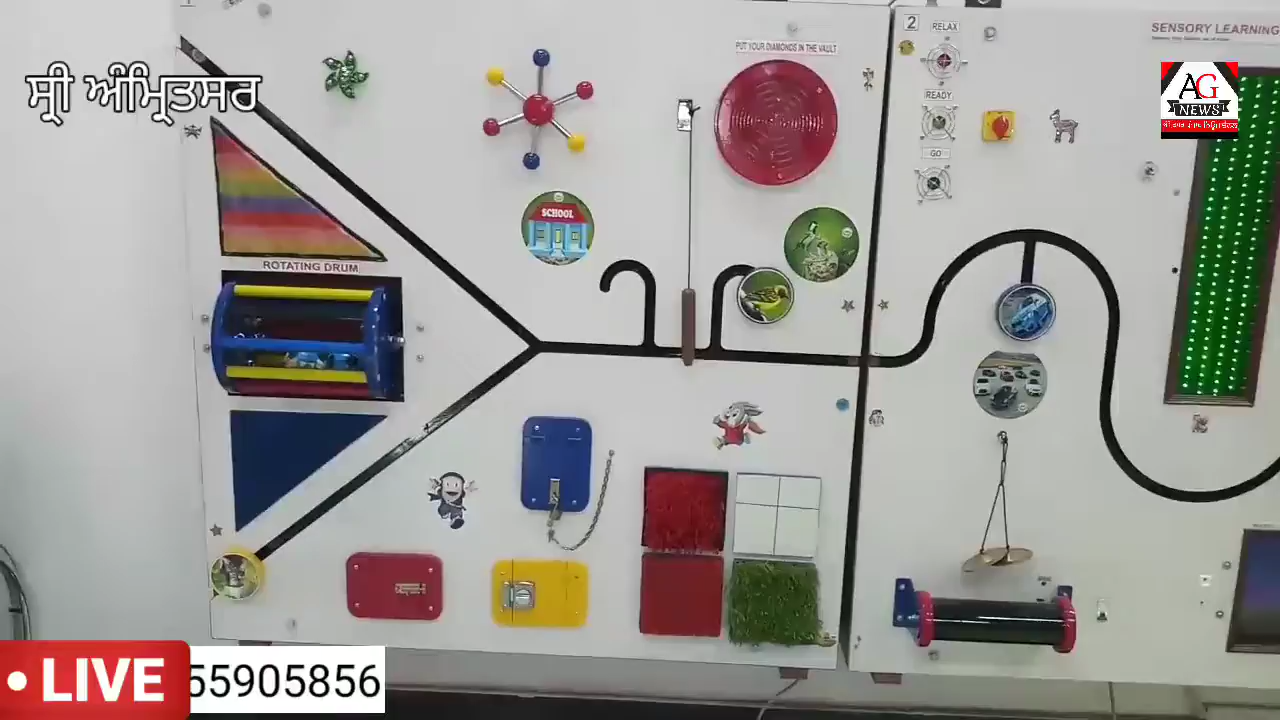 1
ਸ੍ਰੀ ਅੰਮ੍ਰਿਤਸਰ
PUT YOUR DIAMONDS IN THE VAULT
2
RELAX
READY
GO
SENSORY LEARNING
AG
NEWS
SCHOOL
ROTATING DRUM
LIVE
55905856